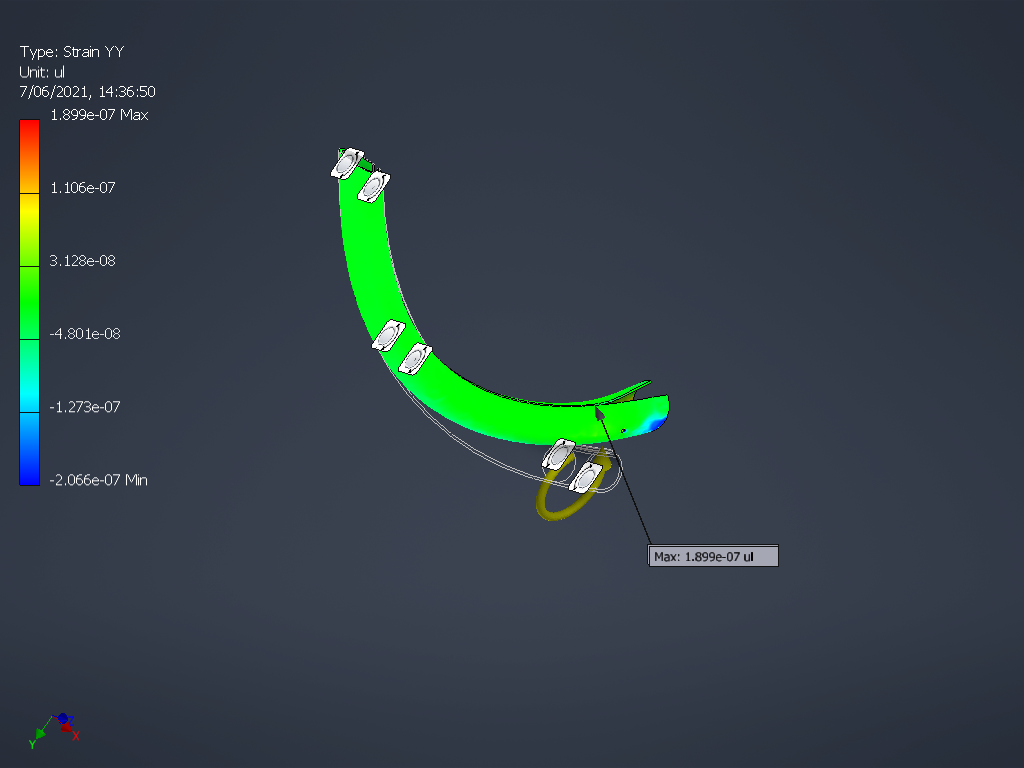 Type: Strain YY
Unit: ul
7/06/2021, 14:36:50
1.899e-07 Max
1.106e-07
3.128e-08
-4.801e-08
-1.273e-07
-2.066e-07 Min
Max: 1.899e-07 ul
Z
X
Y